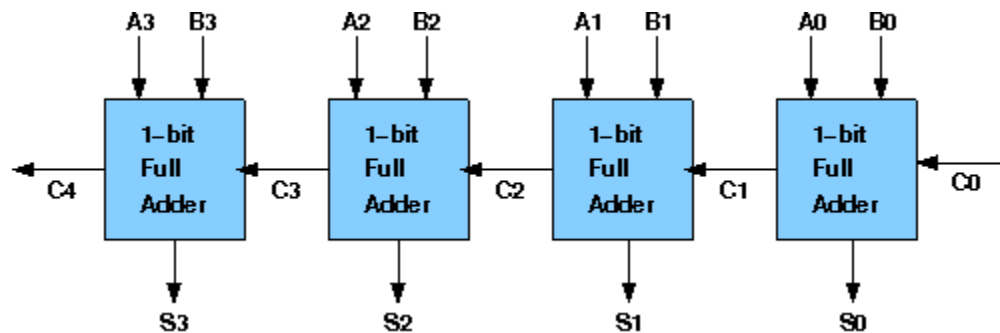 A3 B3 A2 B2 A1 B1 A0 B0
1-bit Full Adder
1-bit Full Adder
1-bit Full Adder
1-bit Full Adder
C4 C3 C2 C1 C0
S3 S2 S1 S0